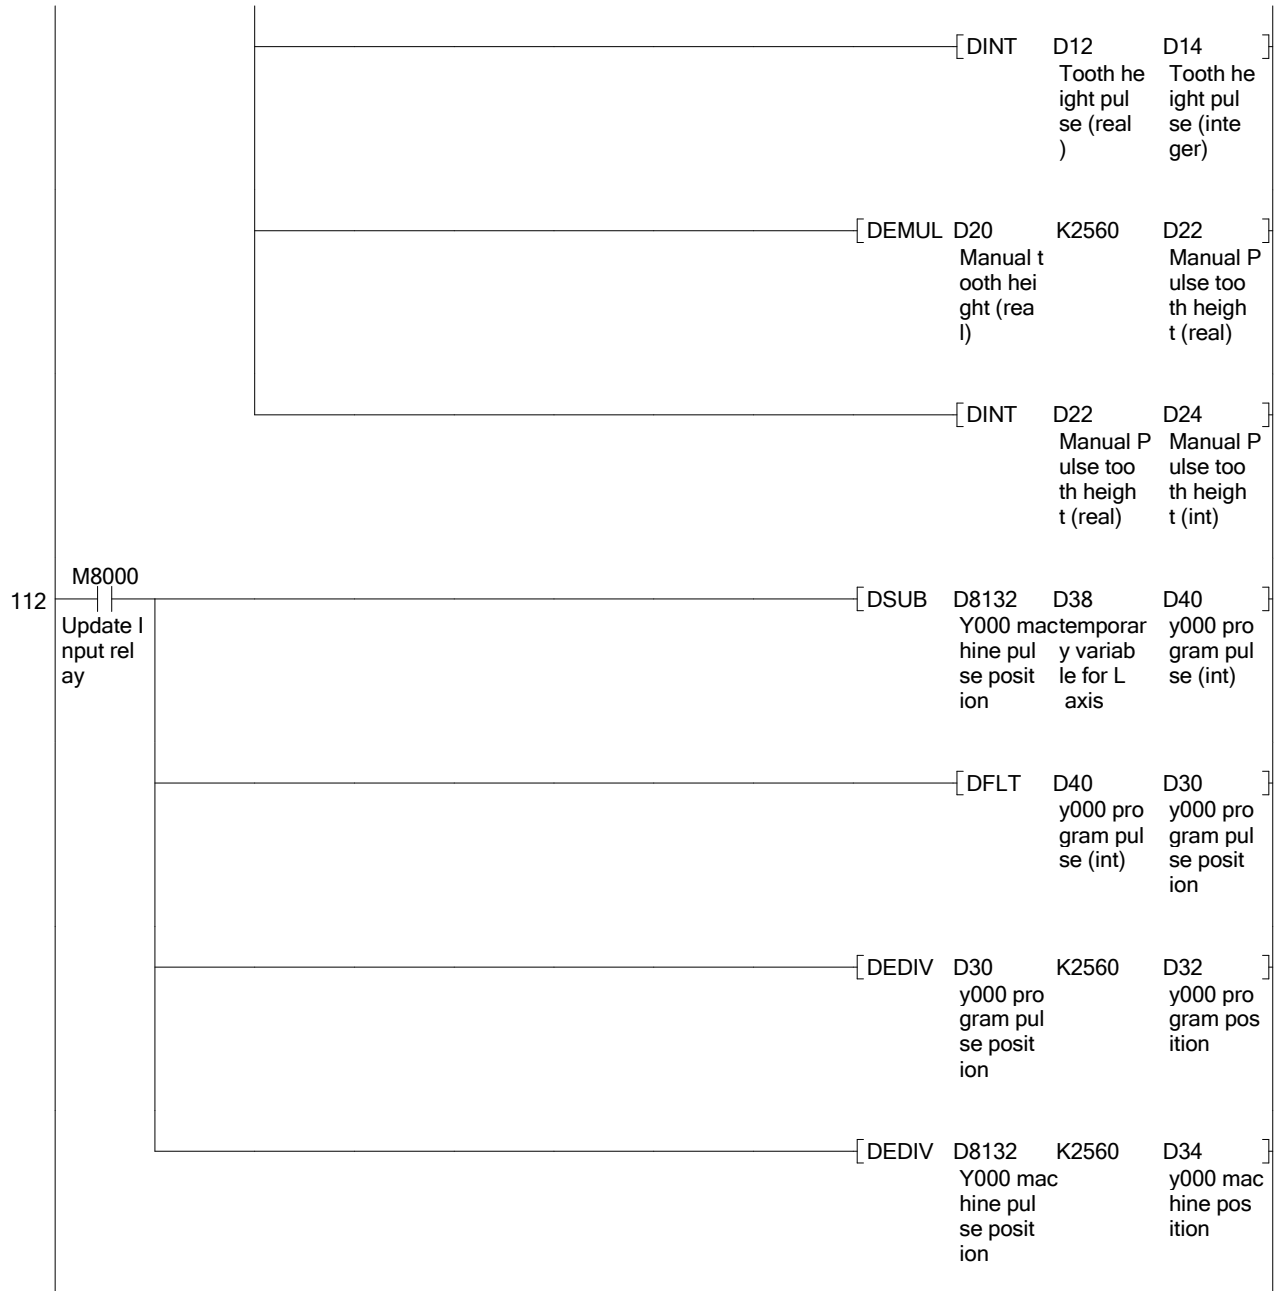 DINT D12 D14
Tooth he Tooth he
ight pul ight pul
se (real se (inte
) ger)
DEMUL D20 K2560 D22
Manual t Manual P
ooth hei ulse too
ght (rea th heigh
l) t (real)
DINT D22 D24
Manual P Manual P
ulse too ulse too
th heigh th heigh
t (real) t (int)
M8000
112 DSUB D8132 D38 D40
Update I Y000 mac temporar y000 pro
nput rel hine pul y variab gram pul
ay se posit le for L se (int)
ion axis
DFLT D40 D30
y000 pro y000 pro
gram pul gram pul
se (int) se posit
ion
DEDIV D30 K2560 D32
y000 pro y000 pro
gram pul gram pos
se posit ition
ion
DEDIV D8132 K2560 D34
Y000 mac y000 mac
hine pul hine pos
se posit ition
ion